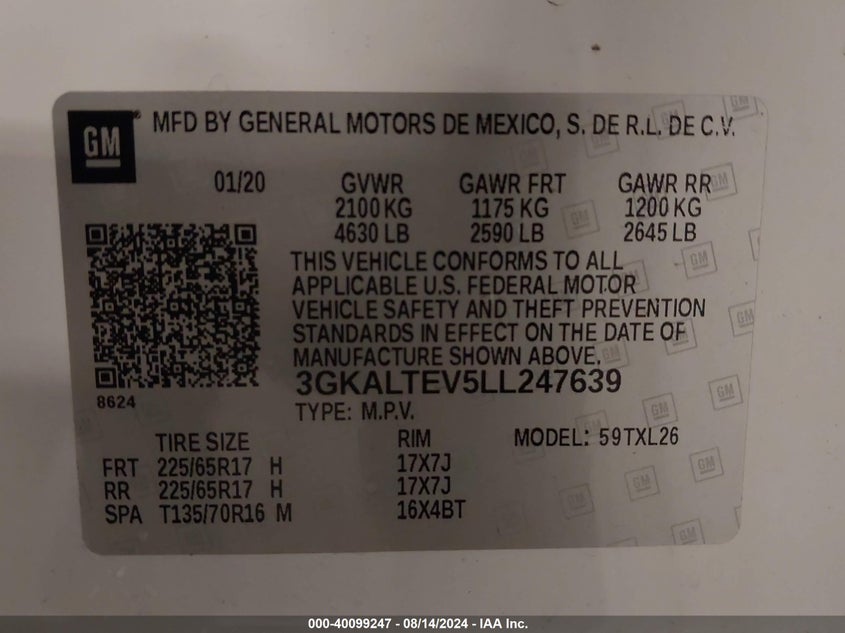 GM
MFD BY GENERAL MOTORS DE MEXICO, S. DE R.L. DE C.V.
01/20 GVWR GAWR FRT GAWR RR
2100 KG 1175 KG 1200 KG
4630 LB 2590 LB 2645 LB
THIS VEHICLE CONFORMS TO ALL
APPLICABLE U.S. FEDERAL MOTOR
VEHICLE SAFETY AND THEFT PREVENTION
STANDARDS IN EFFECT ON THE DATE OF
MANUFACTURE SHOWN ABOVE.
3GKALTEV5LL247639
8624
TYPE: M.P.V.
TIRE SIZE RIM MODEL: 59TXL26
FRT 225/65R17 H 17X7J
RR 225/65R17 H 17X7J
SPA T135/70R16 M 16X4BT
000-40099247 - 08/14/2024 - IAA Inc.